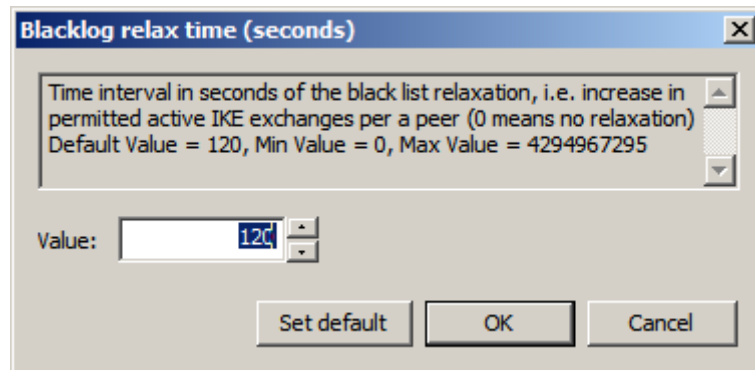 Blacklog relax time (seconds)
Time interval in seconds of the black list relaxation, i.e. increase in
permitted active IKE exchanges per a peer (0 means no relaxation)
Default Value = 120, Min Value = 0, Max Value = 4294967295
Value: 120
Set default OK Cancel